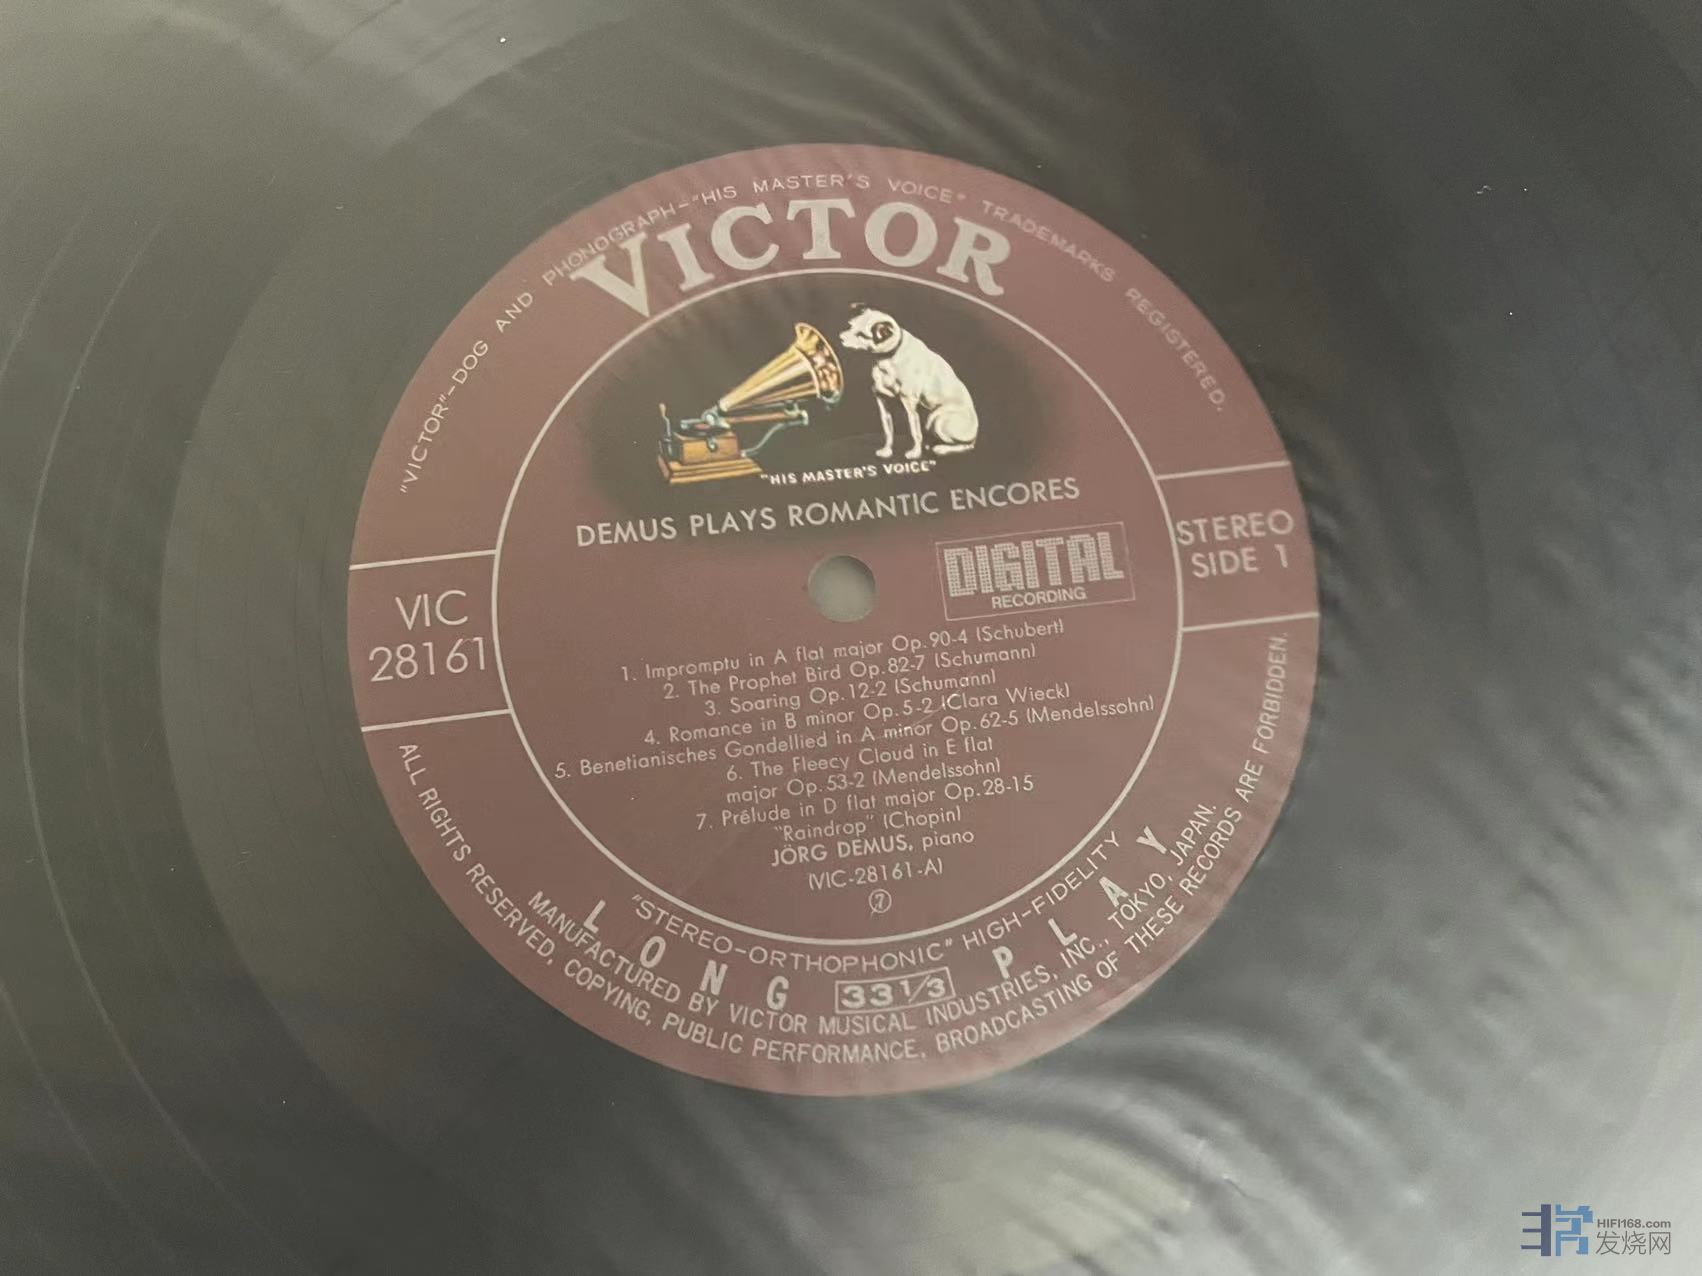 "VICTOR"–DOG AND PHONOGRAPH–"HIS MASTER'S VOICE" TRADEMARKS REGISTERED.
VICTOR
"HIS MASTER'S VOICE"
DEMUS PLAYS ROMANTIC ENCORES
DIGITAL
RECORDING
STEREO
SIDE 1
VIC
28161
1. Impromptu in A flat major Op.90-4 (Schubert)
2. The Prophet Bird Op.82-7 (Schumann)
3. Soaring Op.12-2 (Schumann)
4. Romance in B minor Op.5-2 (Clara Wieck)
5. Benetianisches Gondellied in A minor Op.62-5 (Mendelssohn)
6. The Fleecy Cloud in E flat
major Op.53-2 (Mendelssohn)
7. Prélude in D flat major Op.28-15
"Raindrop" (Chopin)
JÖRG DEMUS, piano
(VIC-28161-A)
"STEREO–ORTHOPHONIC" HIGH–FIDELITY
LONG 33 1/3 PLAY
MANUFACTURED BY VICTOR MUSICAL INDUSTRIES, INC., TOKYO, JAPAN.
ALL RIGHTS RESERVED, COPYING, PUBLIC PERFORMANCE, BROADCASTING OF THESE RECORDS ARE FORBIDDEN.
HIFI168.com
发烧网